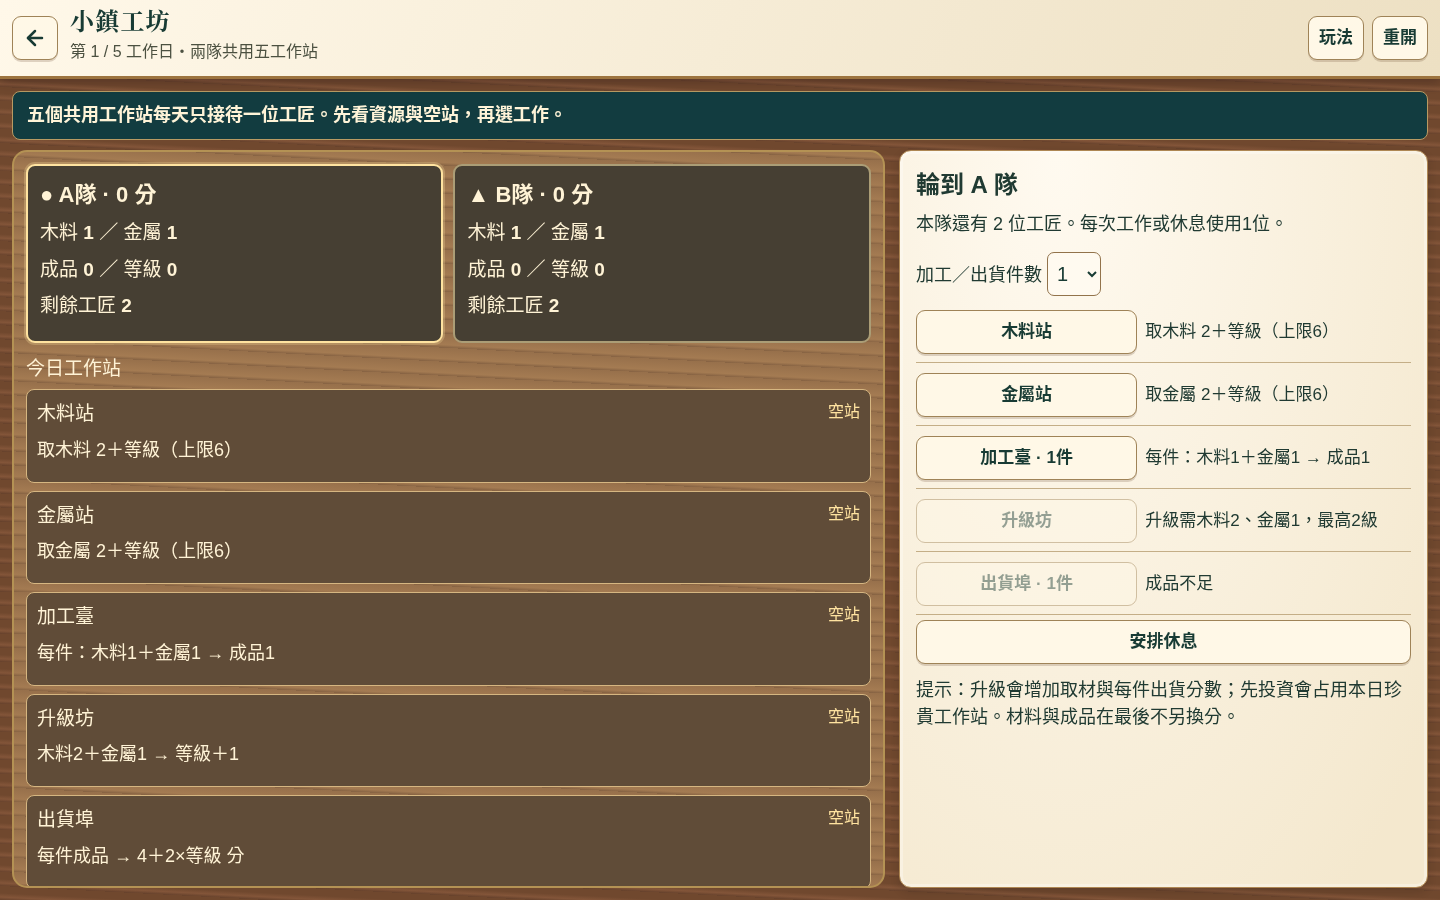 小鎮工坊
第 1 / 5 工作日・兩隊共用五工作站
玩法
重開
五個共用工作站每天只接待一位工匠。先看資源與空站，再選工作。
● A隊 · 0 分
木料 1 ／ 金屬 1
成品 0 ／ 等級 0
剩餘工匠 2
▲ B隊 · 0 分
木料 1 ／ 金屬 1
成品 0 ／ 等級 0
剩餘工匠 2
今日工作站
木料站
空站
取木料 2＋等級（上限6）
金屬站
空站
取金屬 2＋等級（上限6）
加工臺
空站
每件：木料1＋金屬1 → 成品1
升級坊
空站
木料2＋金屬1 → 等級＋1
出貨埠
空站
每件成品 → 4＋2×等級 分
輪到 A 隊
本隊還有 2 位工匠。每次工作或休息使用1位。
加工／出貨件數 1
木料站
取木料 2＋等級（上限6）
金屬站
取金屬 2＋等級（上限6）
加工臺 · 1件
每件：木料1＋金屬1 → 成品1
升級坊
升級需木料2、金屬1，最高2級
出貨埠 · 1件
成品不足
安排休息
提示：升級會增加取材與每件出貨分數；先投資會占用本日珍
貴工作站。材料與成品在最後不另換分。